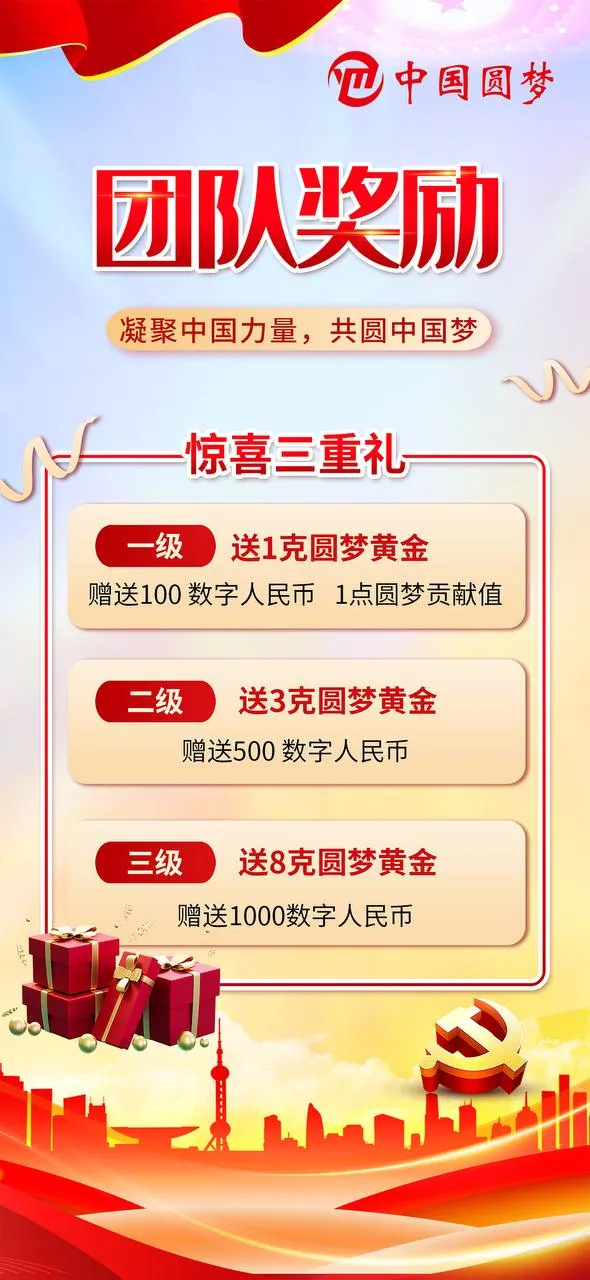 中国圆梦
团队奖励
凝聚中国力量，共圆中国梦
惊喜三重礼
一级 送1克圆梦黄金
赠送100 数字人民币 1点圆梦贡献值
二级 送3克圆梦黄金
赠送500 数字人民币
三级 送8克圆梦黄金
赠送1000数字人民币